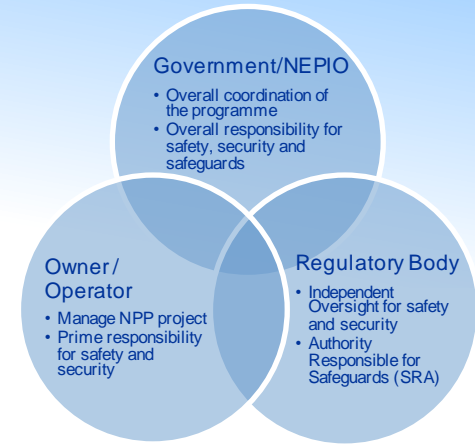 Government/NEPIO
• Overall coordination of
the programme
• Overall responsibility for
safety, security and
safeguards
Owner /
Operator
• Manage NPP project
• Prime responsibility
for safety and
security
Regulatory Body
• Independent
Oversight for safety
and security
• Authority
Responsible for
Safeguards (SRA)